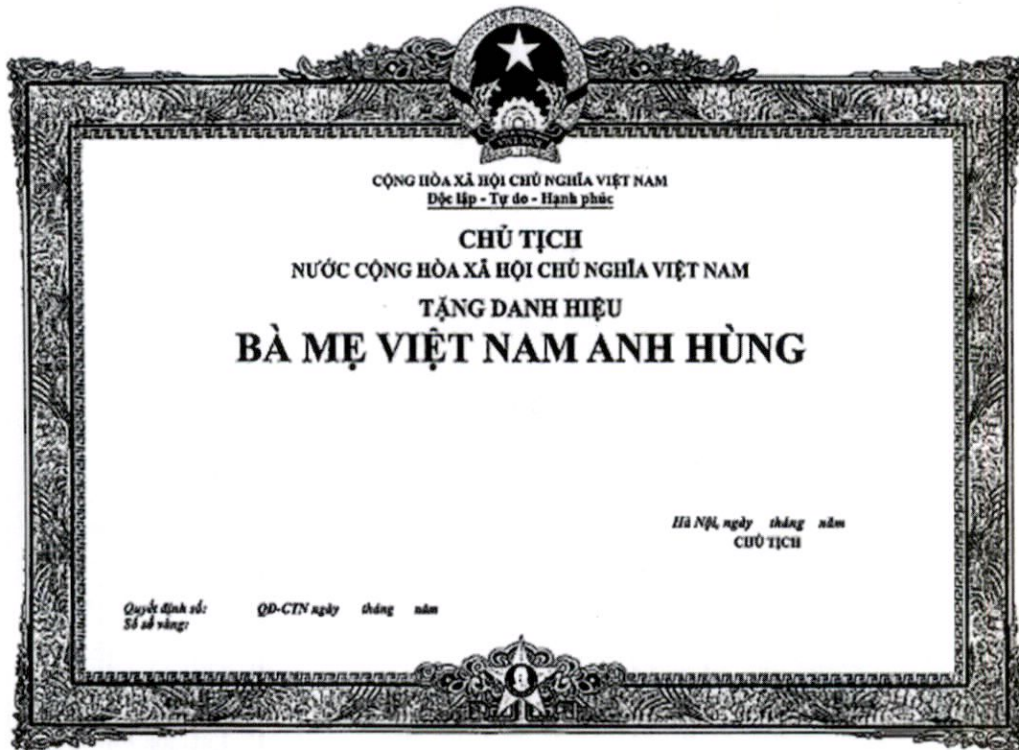 VIỆT NAM
CỘNG HÒA XÃ HỘI CHỦ NGHĨA VIỆT NAM
Độc lập - Tự do - Hạnh phúc
CHỦ TỊCH
NƯỚC CỘNG HÒA XÃ HỘI CHỦ NGHĨA VIỆT NAM
TẶNG DANH HIỆU
BÀ MẸ VIỆT NAM ANH HÙNG
Hà Nội, ngày tháng năm
CHỦ TỊCH
Quyết định số: QĐ-CTN ngày tháng năm
Số sổ vàng: